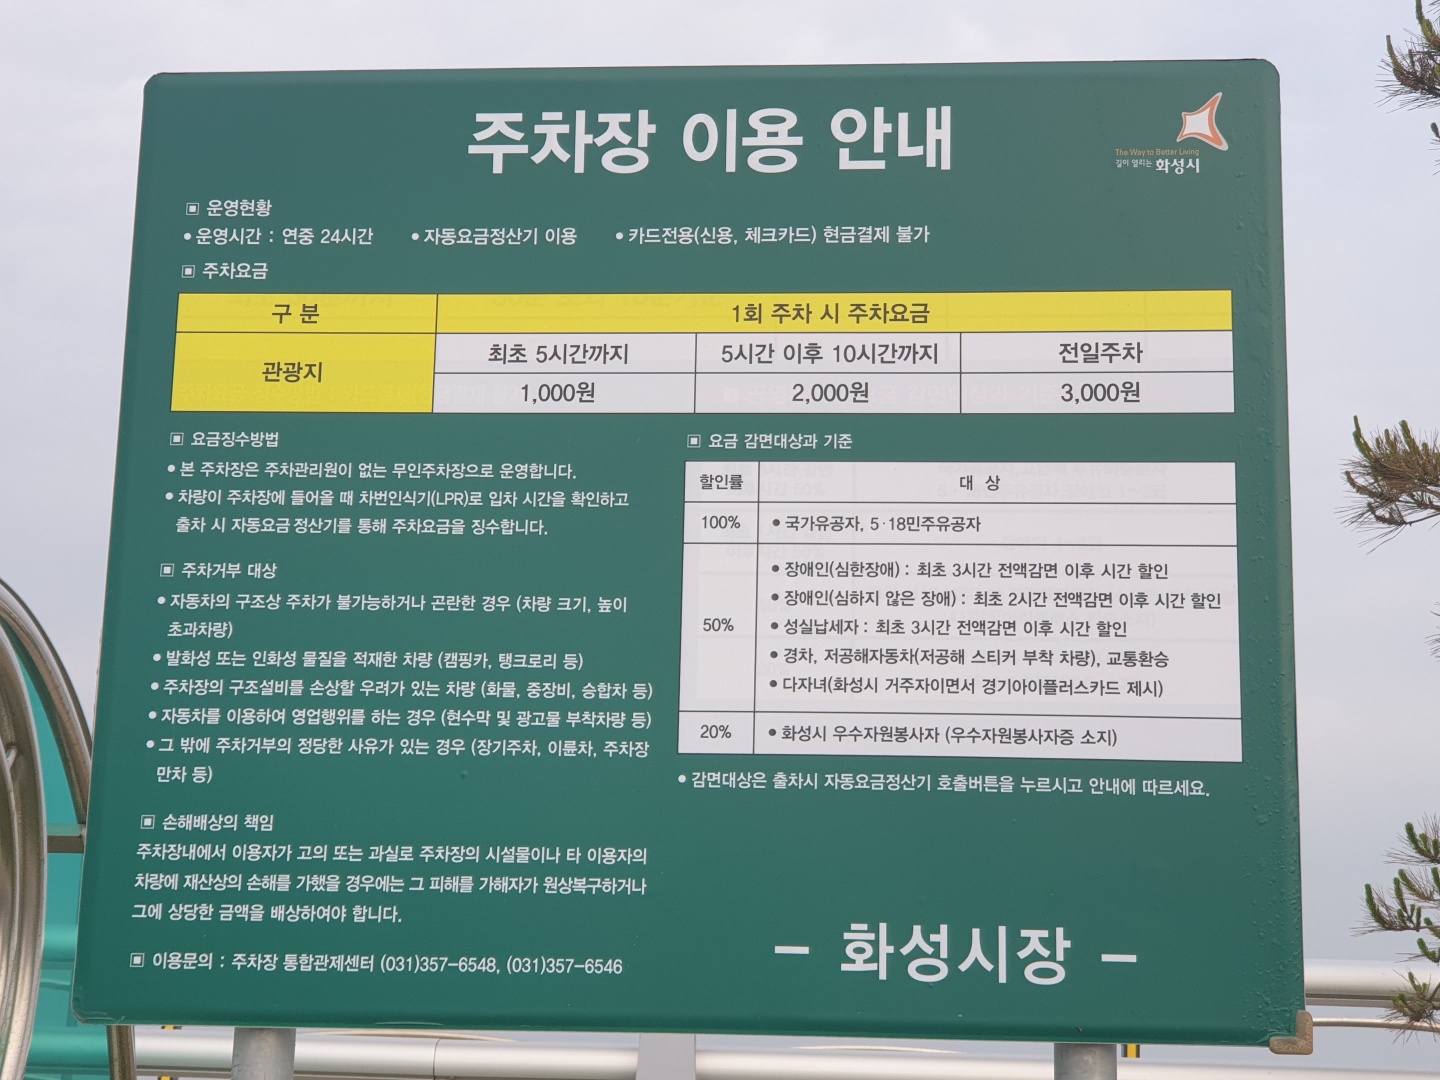 주차장 이용 안내
The Way to Better Living
길이 열리는 화성시
▣ 운영현황
• 운영시간 : 연중 24시간 • 자동요금정산기 이용 • 카드전용(신용, 체크카드) 현금결제 불가
▣ 주차요금
구 분 1회 주차 시 주차요금
관광지 최초 5시간까지 5시간 이후 10시간까지 전일주차
1,000원 2,000원 3,000원
▣ 요금징수방법
• 본 주차장은 주차관리원이 없는 무인주차장으로 운영합니다.
• 차량이 주차장에 들어올 때 차번인식기(LPR)로 입차 시간을 확인하고
출차 시 자동요금정산기를 통해 주차요금을 징수합니다.
▣ 주차거부 대상
• 자동차의 구조상 주차가 불가능하거나 곤란한 경우 (차량 크기, 높이
초과차량)
• 발화성 또는 인화성 물질을 적재한 차량 (캠핑카, 탱크로리 등)
• 주차장의 구조설비를 손상할 우려가 있는 차량 (화물, 중장비, 승합차 등)
• 자동차를 이용하여 영업행위를 하는 경우 (현수막 및 광고물 부착차량 등)
• 그 밖에 주차거부의 정당한 사유가 있는 경우 (장기주차, 이륜차, 주차장
만차 등)
▣ 손해배상의 책임
주차장내에서 이용자가 고의 또는 과실로 주차장의 시설물이나 타 이용자의
차량에 재산상의 손해를 가했을 경우에는 그 피해를 가해자가 원상복구하거나
그에 상당한 금액을 배상하여야 합니다.
▣ 이용문의 : 주차장 통합관제센터 (031)357-6548, (031)357-6546
▣ 요금 감면대상과 기준
할인률 대 상
100% • 국가유공자, 5·18민주유공자
• 장애인(심한장애) : 최초 3시간 전액감면 이후 시간 할인
• 장애인(심하지 않은 장애) : 최초 2시간 전액감면 이후 시간 할인
50% • 성실납세자 : 최초 3시간 전액감면 이후 시간 할인
• 경차, 저공해자동차(저공해 스티커 부착 차량), 교통환승
• 다자녀(화성시 거주자이면서 경기아이플러스카드 제시)
20% • 화성시 우수자원봉사자 (우수자원봉사자증 소지)
• 감면대상은 출차시 자동요금정산기 호출버튼을 누르시고 안내에 따르세요.
- 화성시장 -